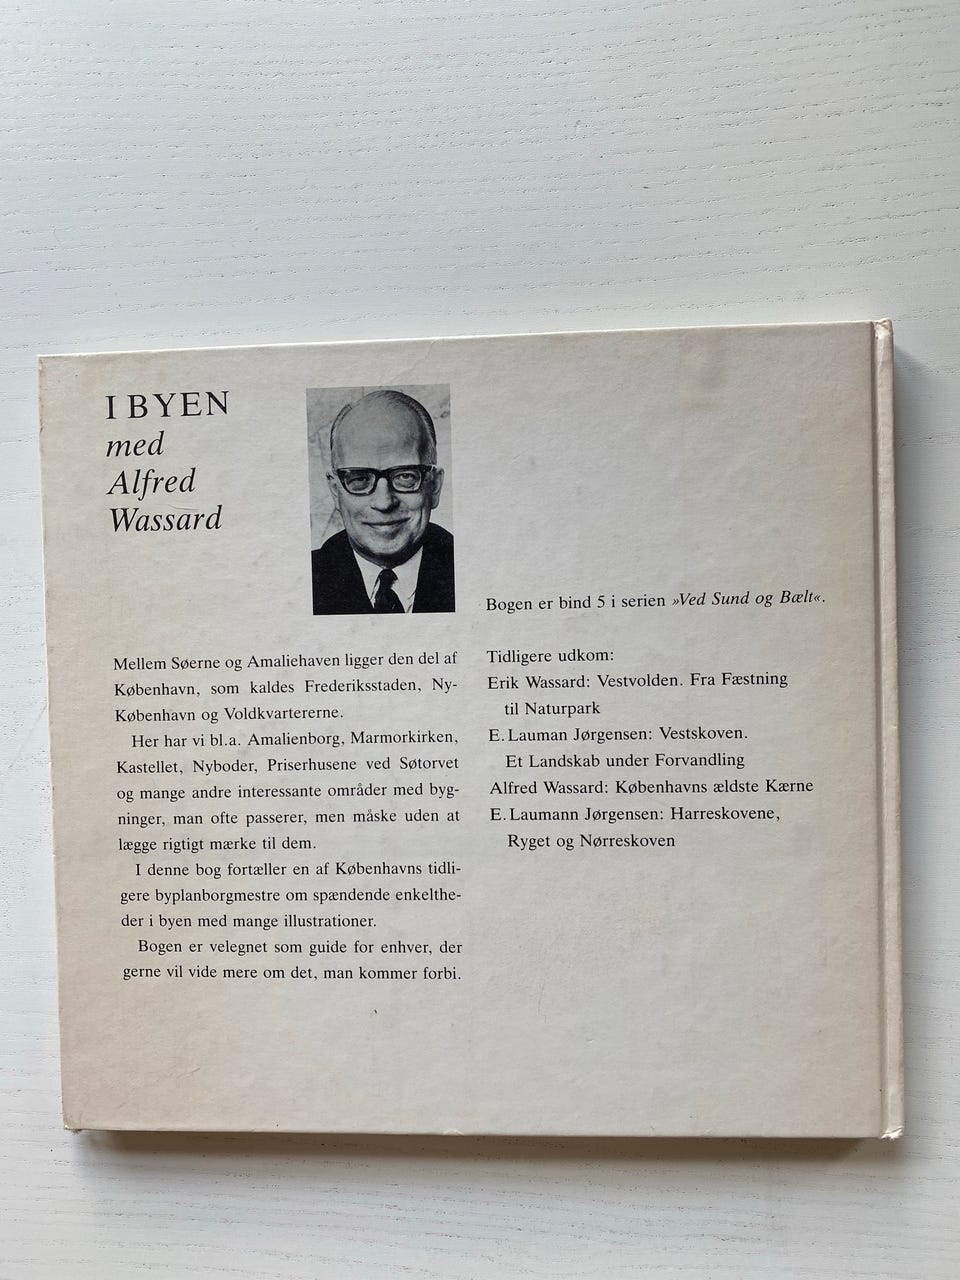 I BYEN
med
Alfred
Wassard
Mellem Søerne og Amaliehaven ligger den del af
København, som kaldes Frederiksstaden, Ny-
København og Voldkvartererne.
Her har vi bl.a. Amalienborg, Marmorkirken,
Kastellet, Nyboder, Priserhusene ved Søtorvet
og mange andre interessante områder med byg-
ninger, man ofte passerer, men måske uden at
lægge rigtigt mærke til dem.
I denne bog fortæller en af Københavns tidli-
gere byplanborgmestre om spændende enkelthe-
der i byen med mange illustrationer.
Bogen er velegnet som guide for enhver, der
gerne vil vide mere om det, man kommer forbi.
Bogen er bind 5 i serien »Ved Sund og Bælt«.
Tidligere udkom:
Erik Wassard: Vestvolden. Fra Fæstning
til Naturpark
E. Lauman Jørgensen: Vestskoven.
Et Landskab under Forvandling
Alfred Wassard: Københavns ældste Kærne
E. Laumann Jørgensen: Harreskovene,
Ryget og Nørreskoven